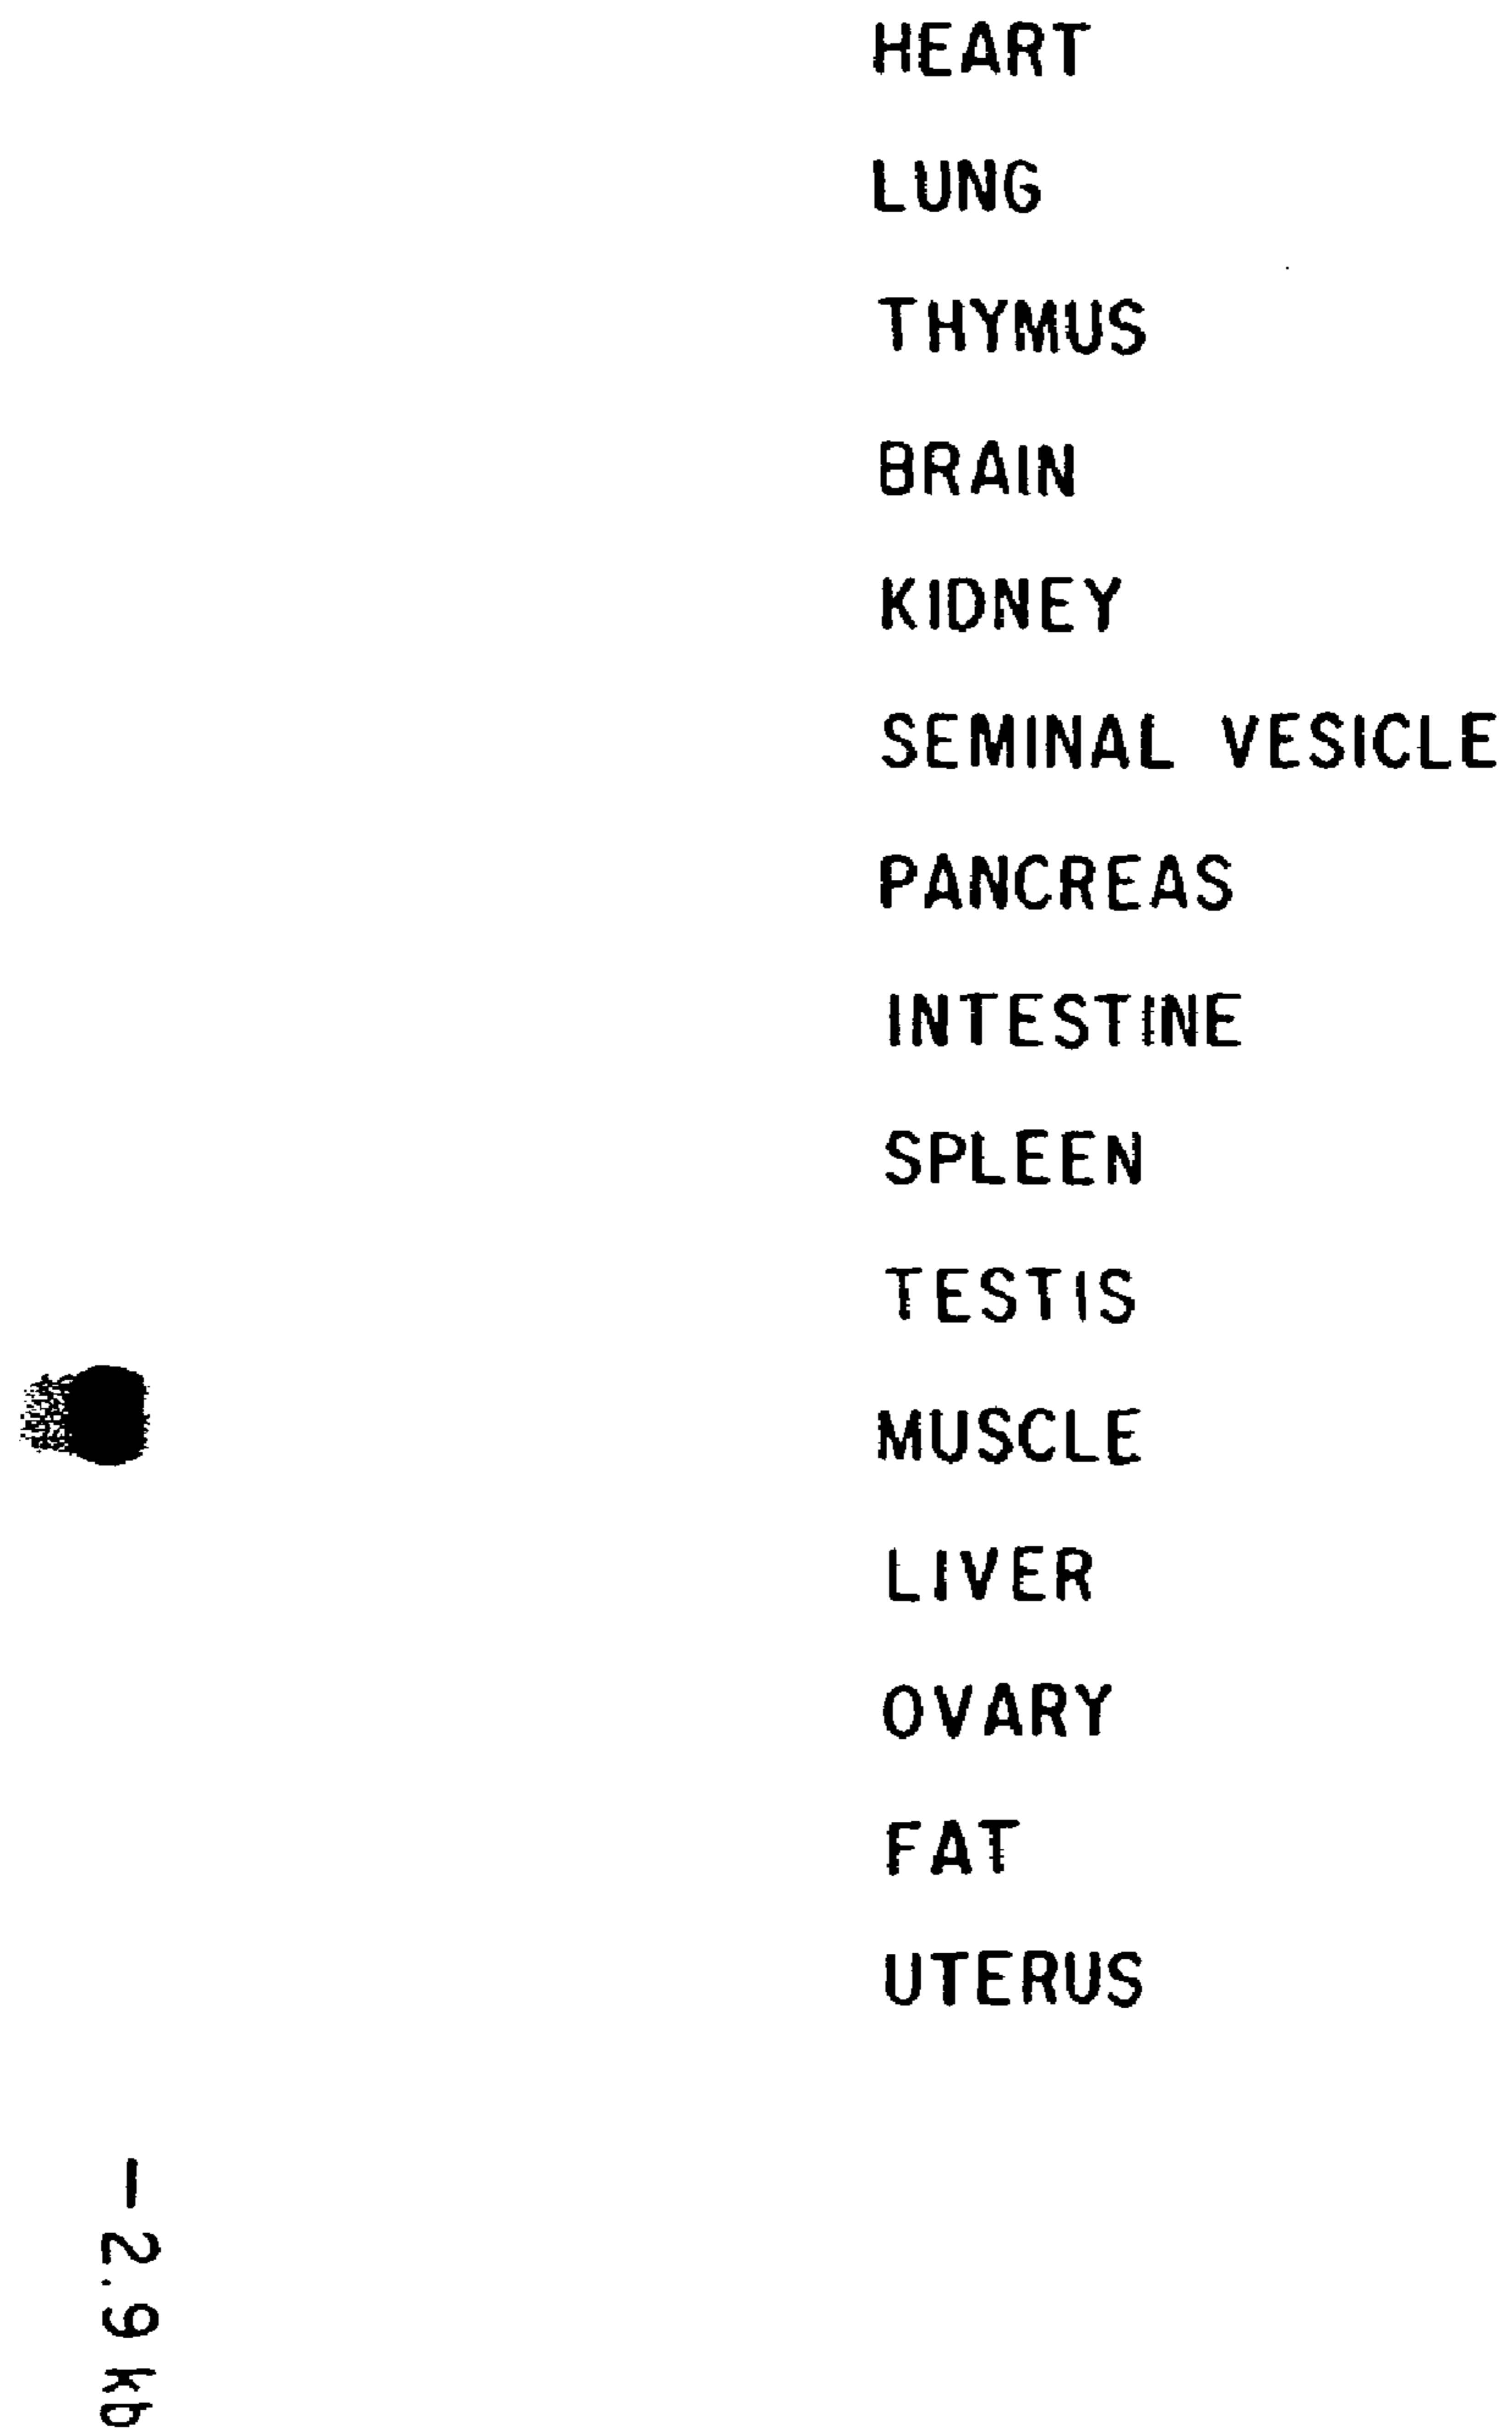 HEART
LUNG
THYMUS
BRAIN
KIDNEY
SEMINAL VESICLE
PANCREAS
INTESTINE
SPLEEN
TESTIS
MUSCLE
LIVER
OVARY
FAT
UTERUS
– 2.9 kb